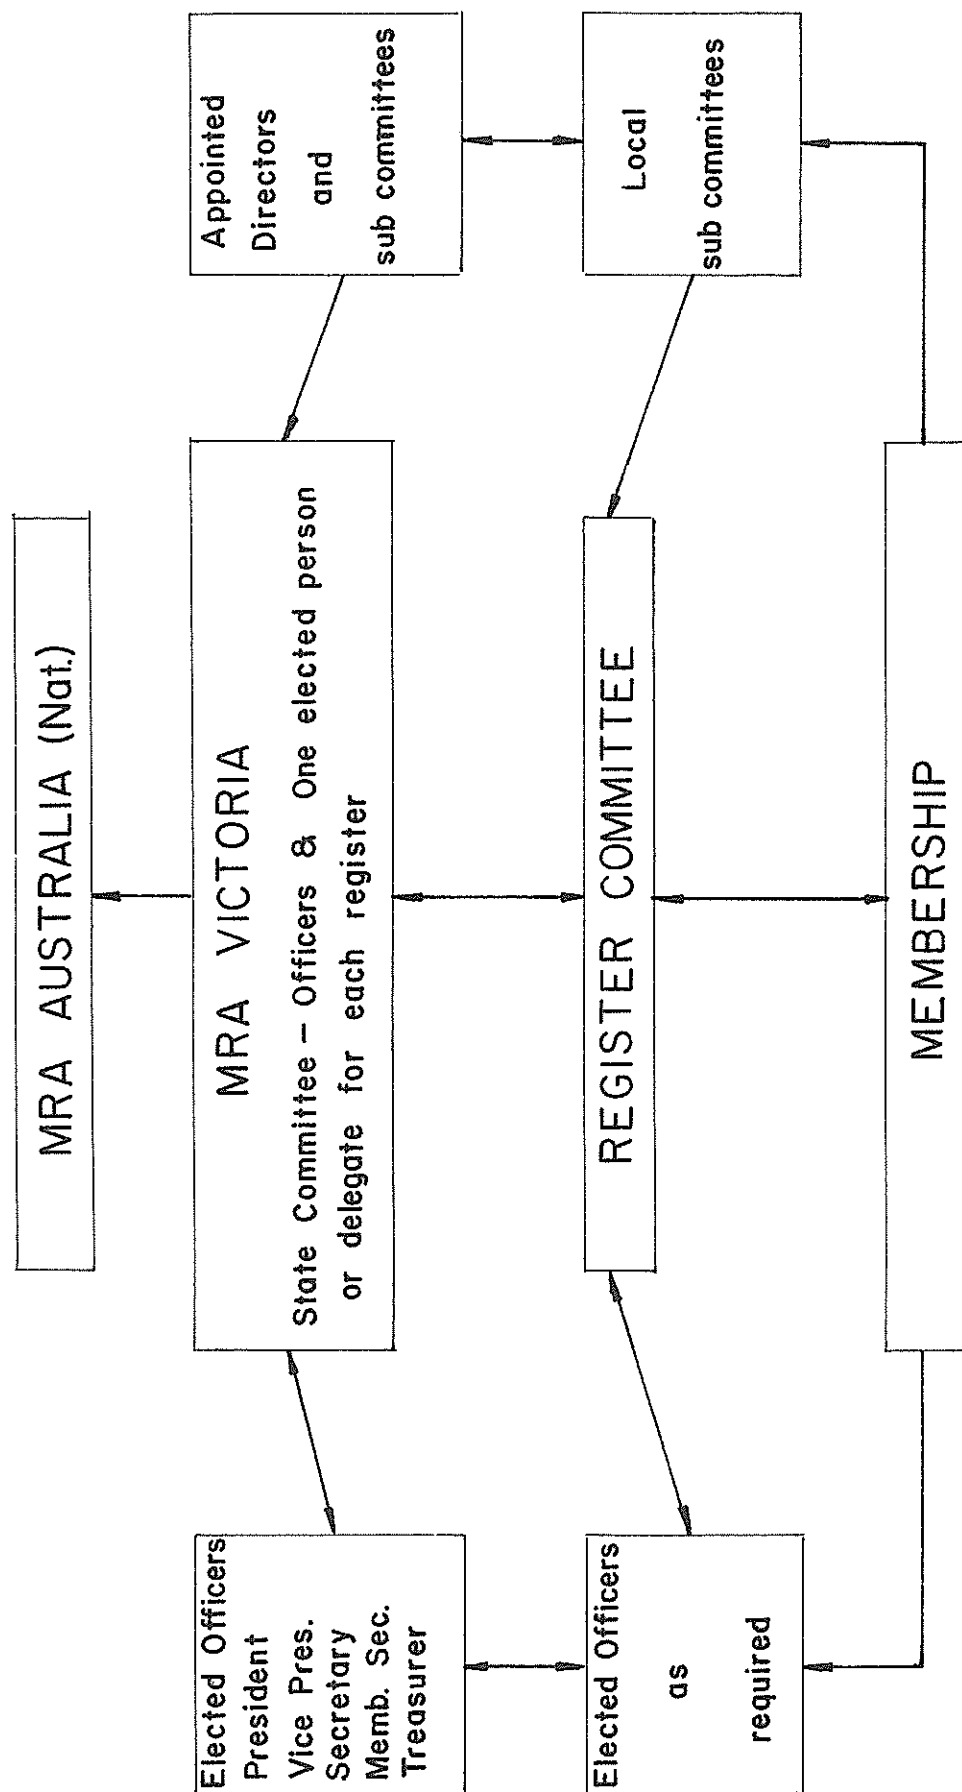 MRA AUSTRALIA (Nat.)
Elected Officers
President
Vice Pres.
Secretary
Memb. Sec.
Treasurer
MRA VICTORIA
State Committee – Officers & One elected person
or delegate for each register
Appointed
Directors
and
sub committees
Elected Officers
as
required
REGISTER COMMITTEE
Local
sub committees
MEMBERSHIP